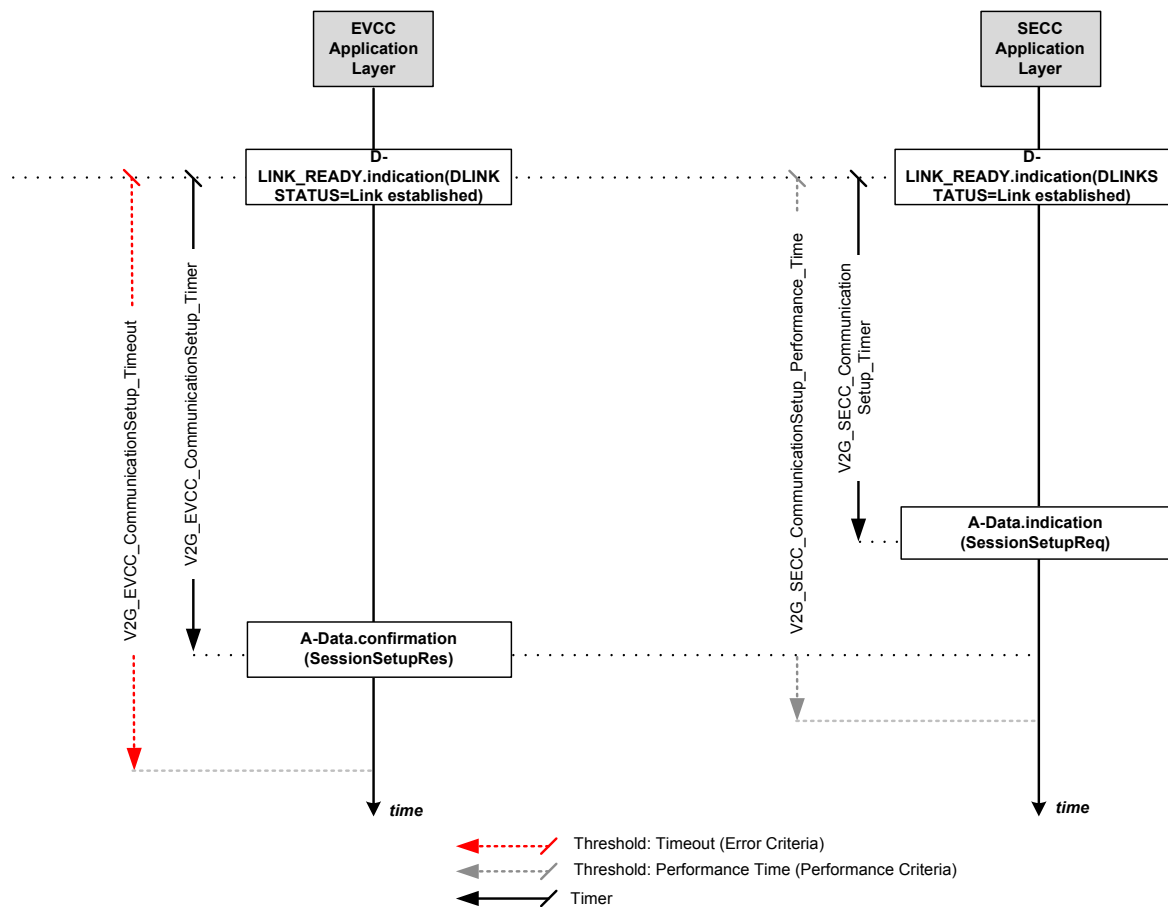 EVCC
Application
Layer
SECC
Application
Layer
D-
LINK_READY.indication(DLINK
STATUS=Link established)
D-
LINK_READY.indication(DLINKS
TATUS=Link established)
V2G_EVCC_CommunicationSetup_Timeout
V2G_EVCC_CommunicationSetup_Timer
V2G_SECC_CommunicationSetup_Performance_Time
V2G_SECC_Communication
Setup_Timer
A-Data.indication
(SessionSetupReq)
A-Data.confirmation
(SessionSetupRes)
time
time
Threshold: Timeout (Error Criteria)
Threshold: Performance Time (Performance Criteria)
Timer